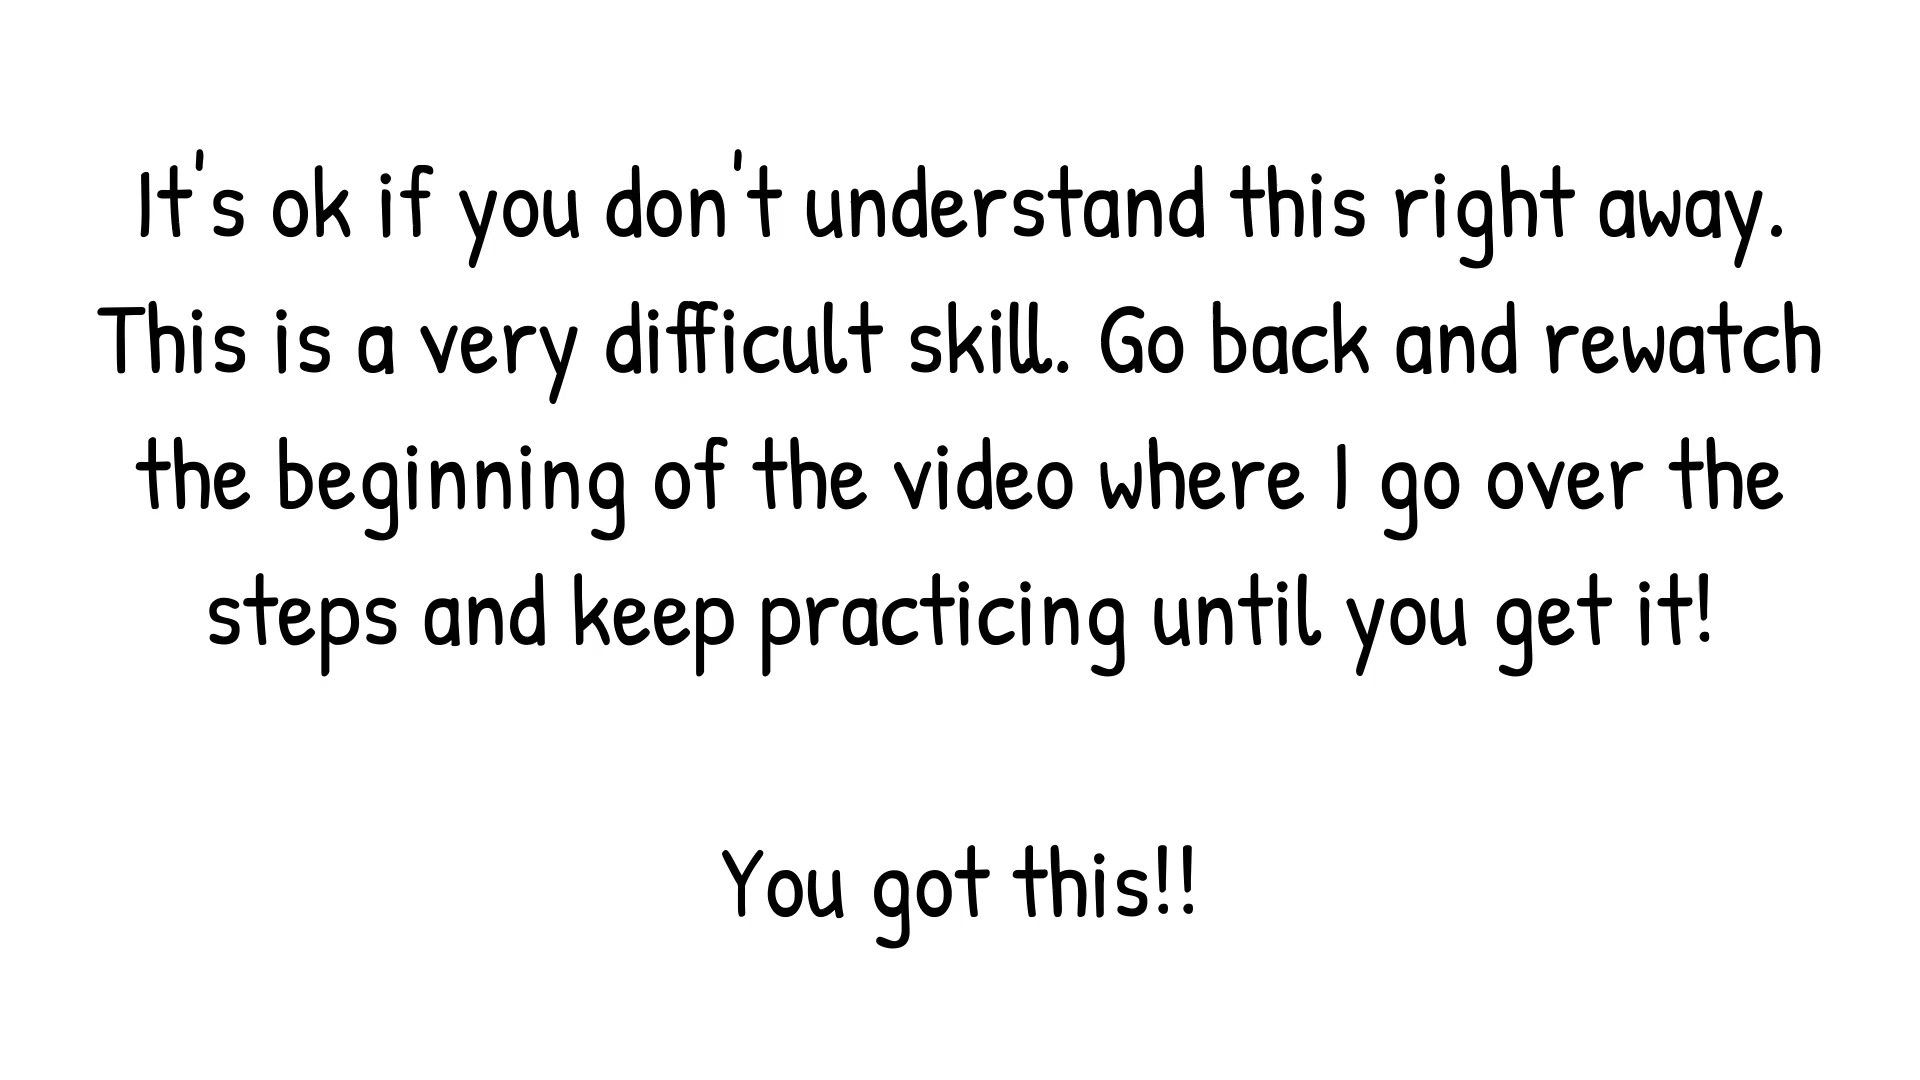 It's ok if you don't understand this right away.
This is a very difficult skill. Go back and rewatch
the beginning of the video where I go over the
steps and keep practicing until you get it!
You got this!!